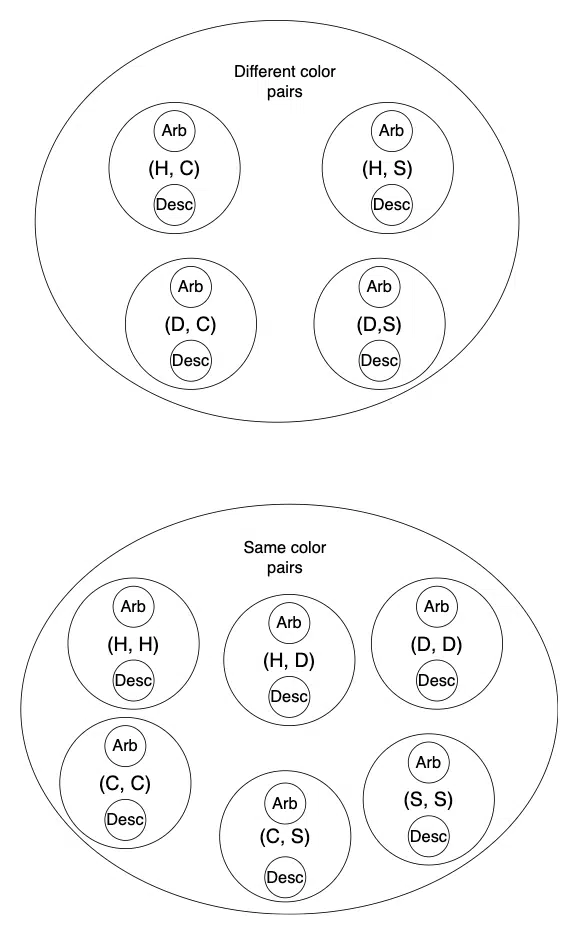 Different color
pairs
Arb
(H, C)
Desc
Arb
(H, S)
Desc
Arb
(D, C)
Desc
Arb
(D,S)
Desc
Same color
pairs
Arb
(H, H)
Desc
Arb
(H, D)
Desc
Arb
(D, D)
Desc
Arb
(C, C)
Desc
Arb
(C, S)
Desc
Arb
(S, S)
Desc